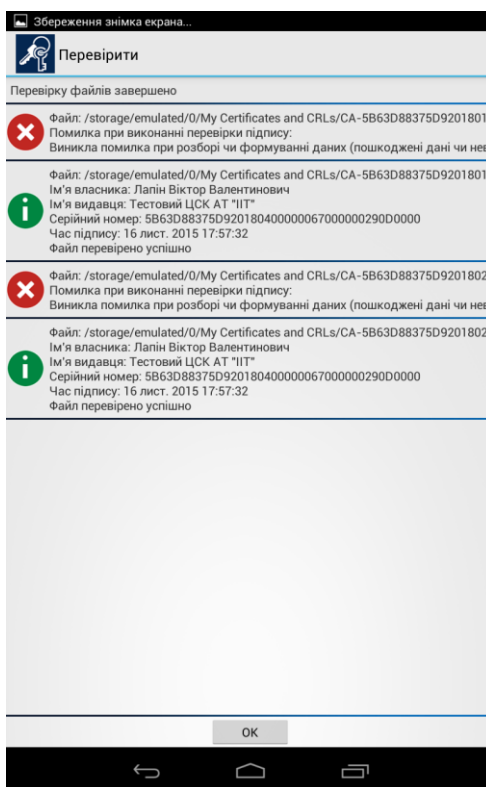 Збереження знімка екрана...
Перевірити
Перевірку файлів завершено
Файл: /storage/emulated/0/My Certificates and CRLs/CA-5B63D88375D9201801
Помилка при виконанні перевірки підпису:
Виникла помилка при розборі чи формуванні даних (пошкоджені дані чи нев
Файл: /storage/emulated/0/My Certificates and CRLs/CA-5B63D88375D9201801
Ім'я власника: Лапін Віктор Валентинович
Ім'я видавця: Тестовий ЦСК АТ "ІІТ"
Серійний номер: 5B63D88375D92018040000067000000290D0000
Час підпису: 16 лист. 2015 17:57:32
Файл перевірено успішно
Файл: /storage/emulated/0/My Certificates and CRLs/CA-5B63D88375D9201802
Помилка при виконанні перевірки підпису:
Виникла помилка при розборі чи формуванні даних (пошкоджені дані чи нев
Файл: /storage/emulated/0/My Certificates and CRLs/CA-5B63D88375D9201802
Ім'я власника: Лапін Віктор Валентинович
Ім'я видавця: Тестовий ЦСК АТ "ІІТ"
Серійний номер: 5B63D88375D92018040000067000000290D0000
Час підпису: 16 лист. 2015 17:57:32
Файл перевірено успішно
ОК